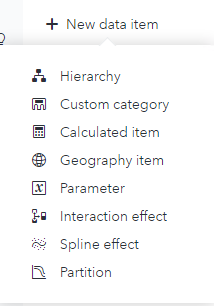 + New data item
Hierarchy
Custom category
Calculated item
Geography item
Parameter
Interaction effect
Spline effect
Partition